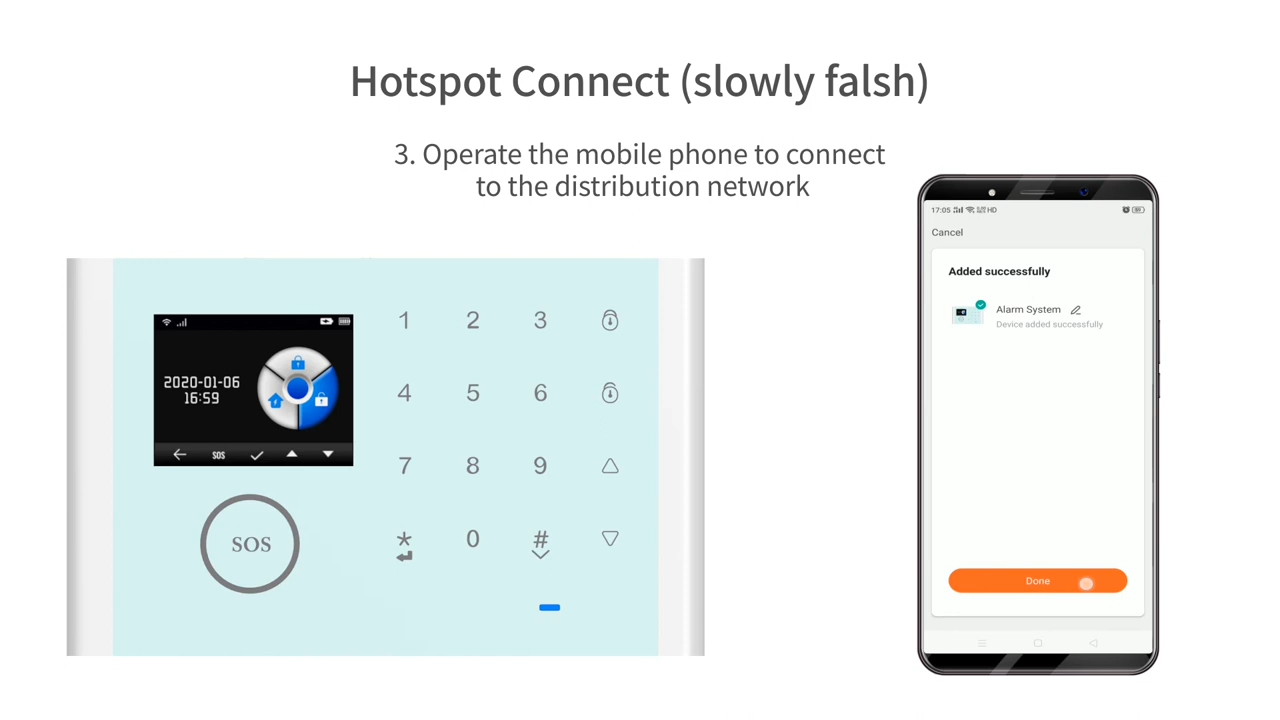 Hotspot Connect (slowly falsh)
3. Operate the mobile phone to connect
to the distribution network
2020-01-06
16:59
SOS
SOS
1 2 3
4 5 6
7 8 9
* 0 #
17:05 HD
Cancel
Added successfully
Alarm System
Device added successfully
Done